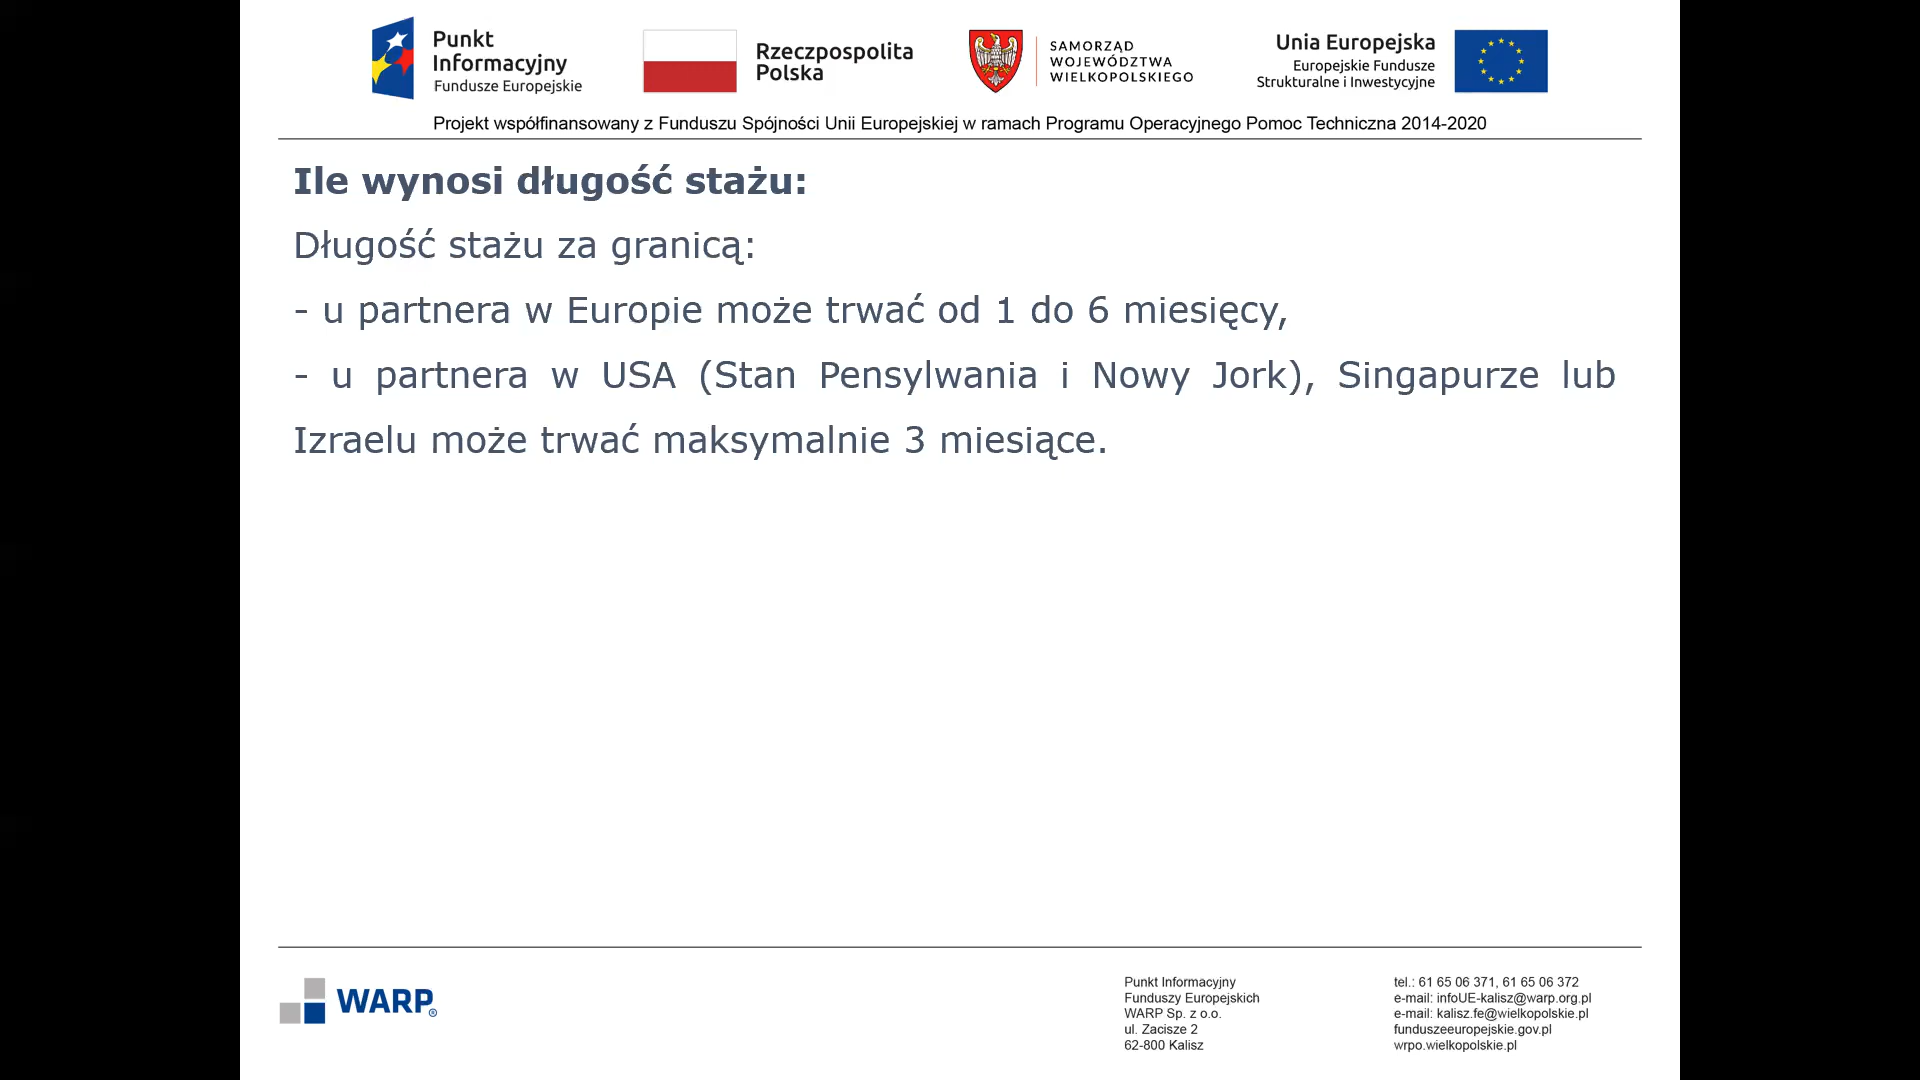 Punkt
Informacyjny
Fundusze Europejskie
Rzeczpospolita
Polska
SAMORZĄD
WOJEWÓDZTWA
WIELKOPOLSKIEGO
Unia Europejska
Europejskie Fundusze
Strukturalne i Inwestycyjne
Projekt współfinansowany z Funduszu Spójności Unii Europejskiej w ramach Programu Operacyjnego Pomoc Techniczna 2014-2020
Ile wynosi długość stażu:
Długość stażu za granicą:
- u partnera w Europie może trwać od 1 do 6 miesięcy,
- u partnera w USA (Stan Pensylwania i Nowy Jork), Singapurze lub
Izraelu może trwać maksymalnie 3 miesiące.
WARP®
Punkt Informacyjny
Funduszy Europejskich
WARP Sp. z o.o.
ul. Zacisze 2
62-800 Kalisz
tel.: 61 65 06 371, 61 65 06 372
e-mail: infoUE-kalisz@warp.org.pl
e-mail: kalisz.fe@wielkopolskie.pl
funduszeeuropejskie.gov.pl
wrpo.wielkopolskie.pl